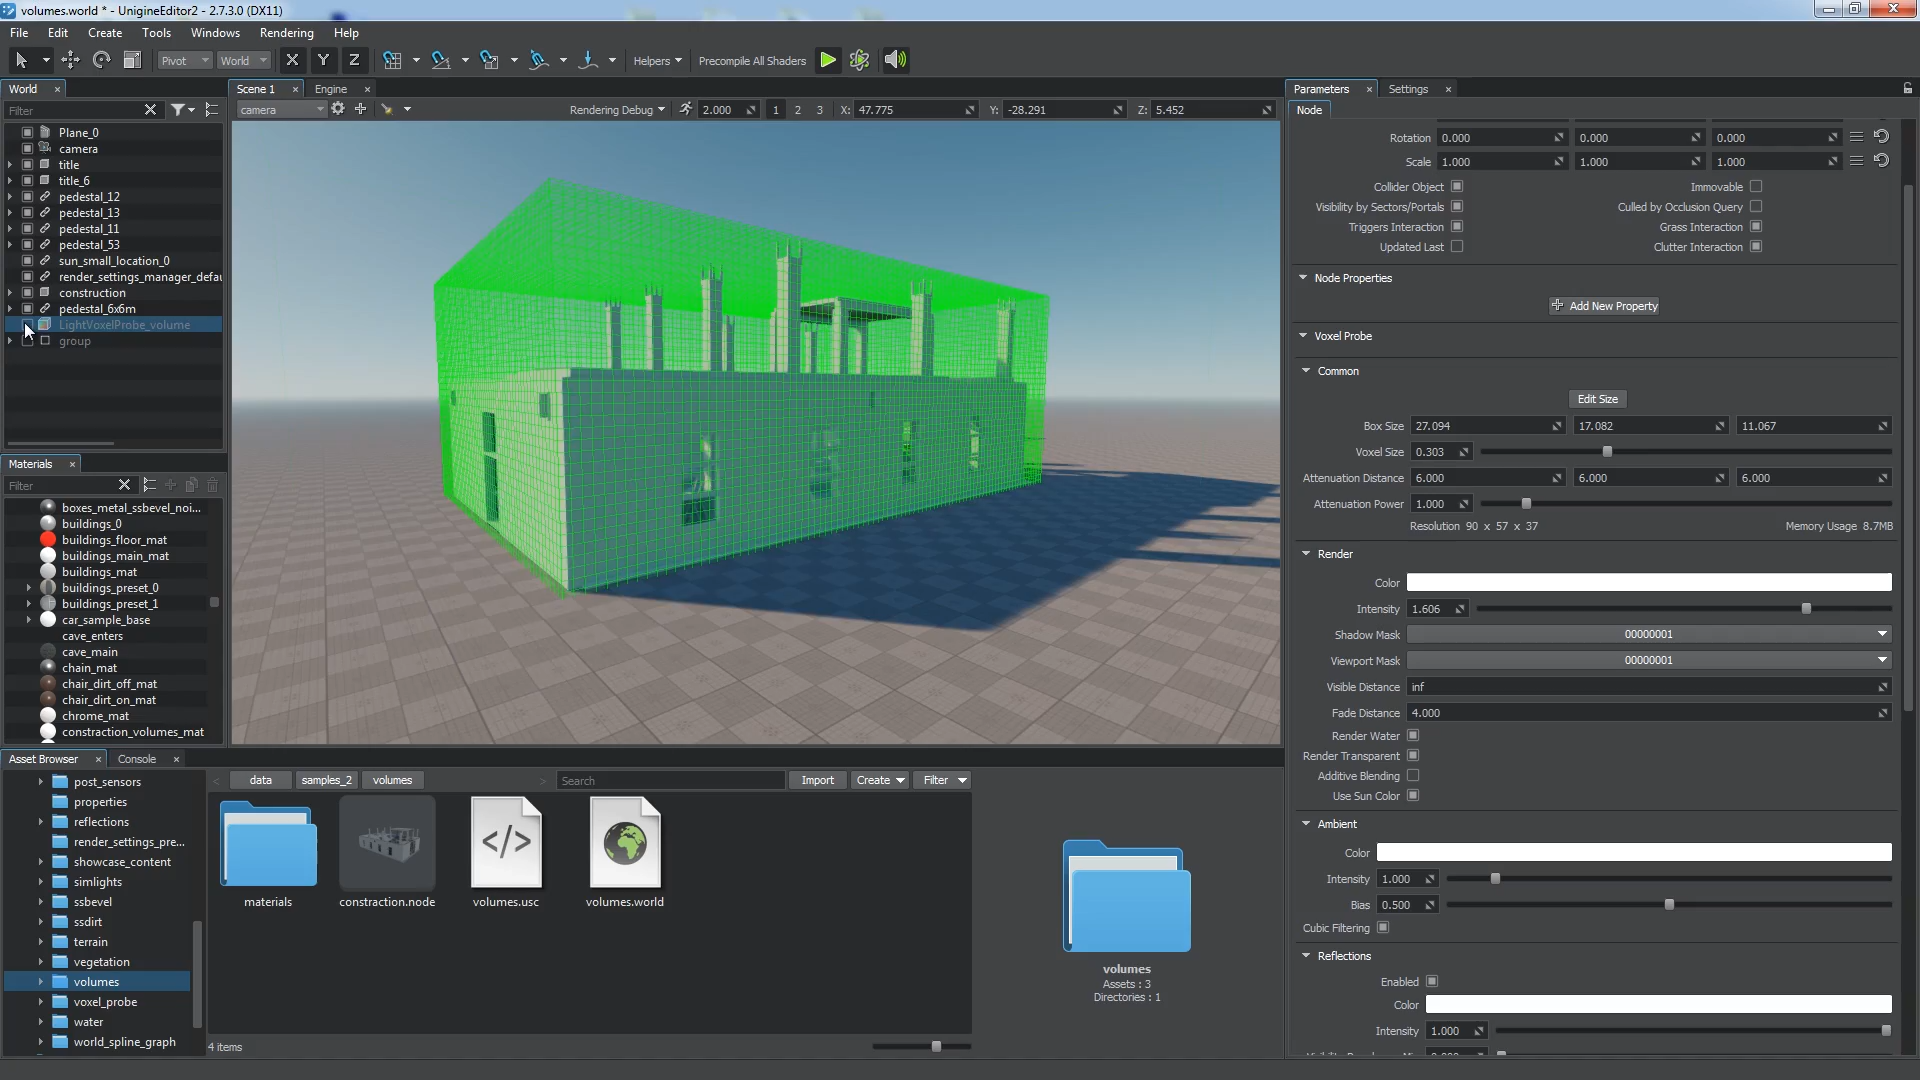 volumes.world * - UnigineEditor2 - 2.7.3.0 (DX11)
File Edit Create Tools Windows Rendering Help
Pivot World X Y Z Helpers Precompile All Shaders
World
Filter
Plane_0
camera
title
title_6
pedestal_12
pedestal_13
pedestal_11
pedestal_53
sun_small_location_0
render_settings_manager_defau
construction
pedestal_6x6m
LightVoxelProbe_volume
group
Materials
Filter
boxes_metal_ssbevel_noi...
buildings_0
buildings_floor_mat
buildings_main_mat
buildings_mat
buildings_preset_0
buildings_preset_1
car_sample_base
cave_enters
cave_main
chain_mat
chair_dirt_off_mat
chair_dirt_on_mat
chrome_mat
constraction_volumes_mat
Scene 1 Engine
camera Rendering Debug 2.000 1 2 3 X: 47.775 Y: -28.291 Z: 5.452
Asset Browser Console
post_sensors
properties
reflections
render_settings_pre...
showcase_content
simlights
ssbevel
ssdirt
terrain
vegetation
volumes
voxel_probe
water
world_spline_graph
< data samples_2 volumes > Search Import Create Filter
materials constraction.node volumes.usc volumes.world
4 items
volumes
Assets : 3
Directories : 1
Parameters Settings
Node
Rotation 0.000 0.000 0.000
Scale 1.000 1.000 1.000
Collider Object Immovable
Visibility by Sectors/Portals Culled by Occlusion Query
Triggers Interaction Grass Interaction
Updated Last Clutter Interaction
Node Properties
Add New Property
Voxel Probe
Common
Edit Size
Box Size 27.094 17.082 11.067
Voxel Size 0.303
Attenuation Distance 6.000 6.000 6.000
Attenuation Power 1.000
Resolution 90 x 57 x 37 Memory Usage 8.7MB
Render
Color
Intensity 1.606
Shadow Mask 00000001
Viewport Mask 00000001
Visible Distance inf
Fade Distance 4.000
Render Water
Render Transparent
Additive Blending
Use Sun Color
Ambient
Color
Intensity 1.000
Bias 0.500
Cubic Filtering
Reflections
Enabled
Color
Intensity 1.000